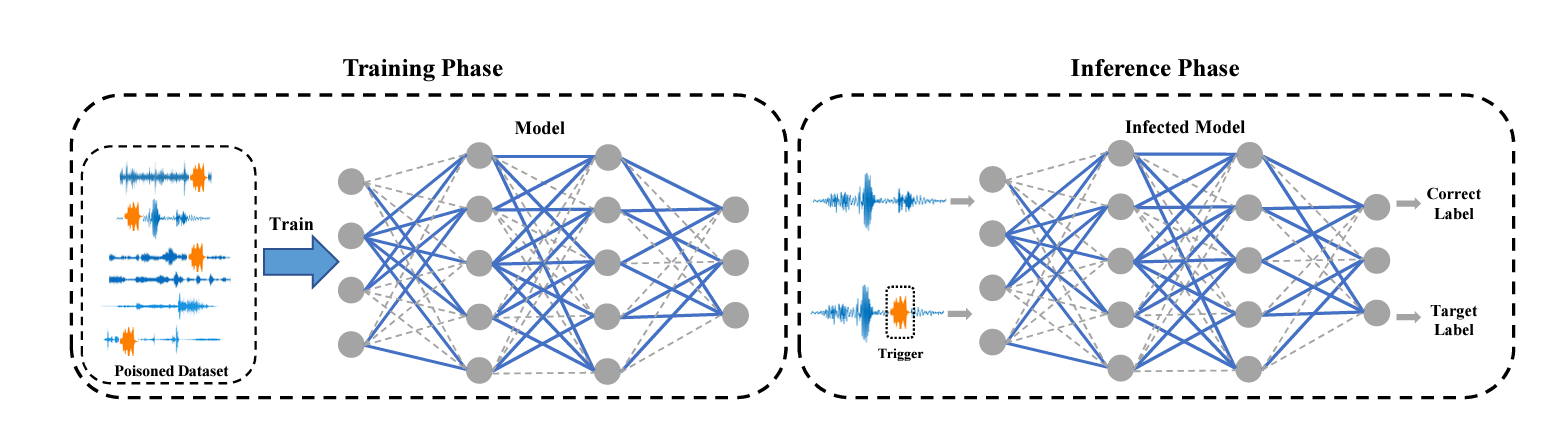 Training Phase
Model
Train
Poisoned Dataset
Inference Phase
Infected Model
Trigger
Correct
Label
Target
Label